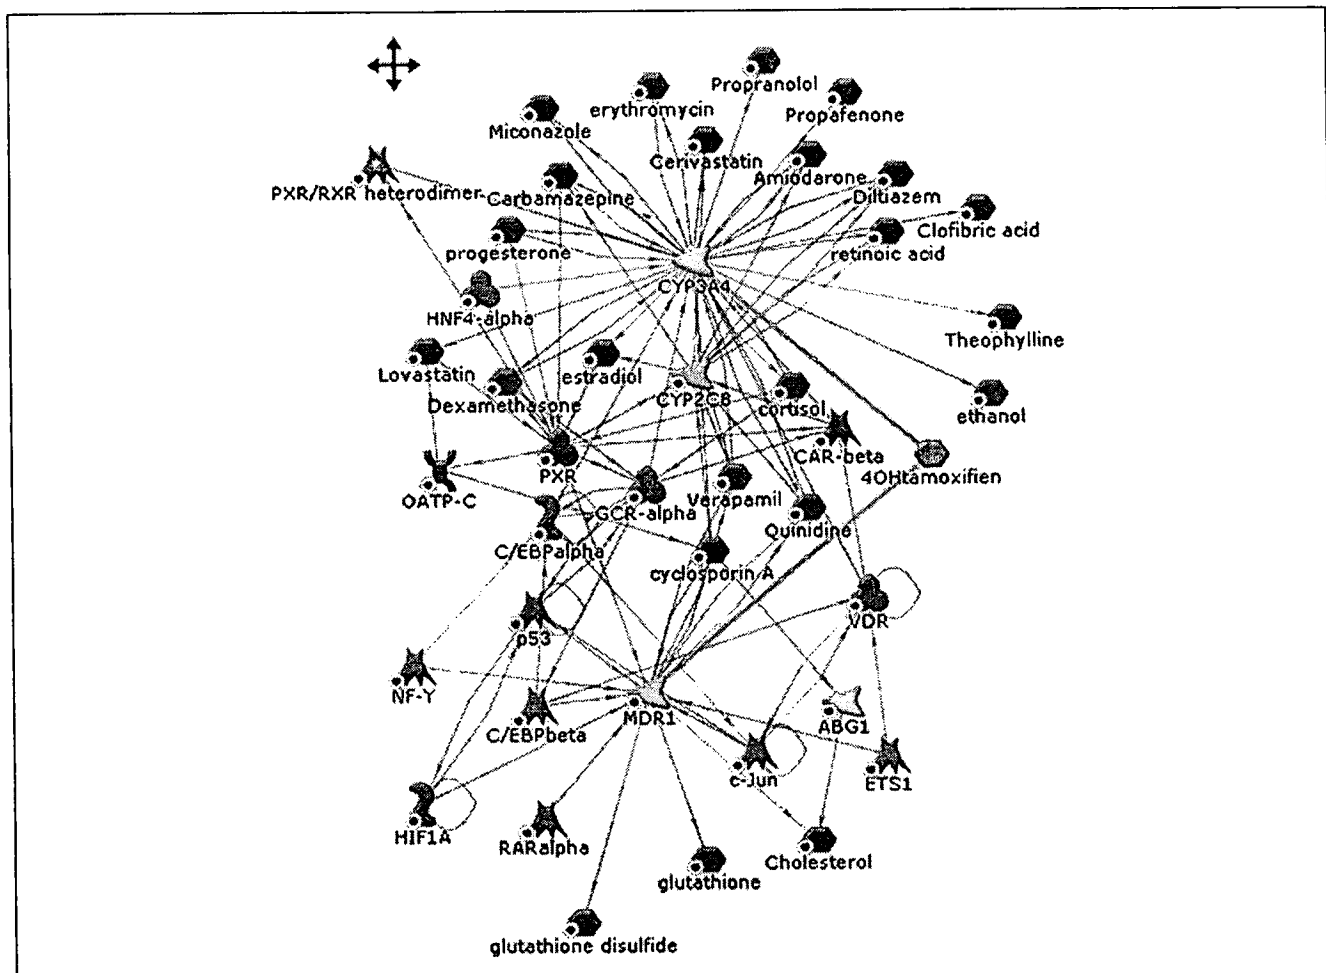 Propranolol
erythromycin
Propafenone
Miconazole
Cerivastatin
Amiodarone
PXR/RXR heterodimer
Carbamazepine
Diltiazem
Clofibric acid
progesterone
retinoic acid
CYP3A4
HNF4-alpha
Theophylline
Lovastatin
estradiol
Dexamethasone
CYP2C8
cortisol
ethanol
CAR-beta
PXR
4OHtamoxifien
OATP-C
GCR-alpha
Verapamil
Quinidine
C/EBPalpha
cyclosporin A
VDR
p53
NF-Y
MDR1
ABG1
C/EBPbeta
c-Jun
ETS1
HIF1A
RARalpha
Cholesterol
glutathione
glutathione disulfide